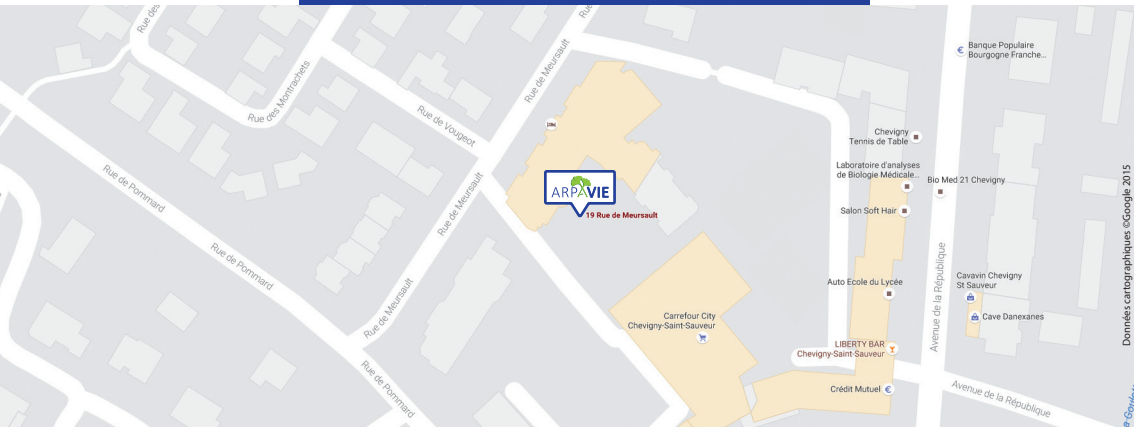 Rue des
Rue de
Rue de Meursault
Banque Populaire
Bourgogne Franche...
Rue des Montrachets
Rue de Vougeot
Chevigny
Tennis de Table
Laboratoire d'analyses
de Biologie Médicale...
Bio Med 21 Chevigny
Rue de Pommard
ARPAVIE
19 Rue de Meursault
Rue de Meursault
Salon Soft Hair
Données cartographiques ©Google 2015
Rue de Pommard
Auto Ecole du Lycée
Avenue de la République
Cavavin Chevigny
St Sauveur
Cave Danexanes
Rue de Meursault
Carrefour City
Chevigny-Saint-Sauveur
LIBERTY BAR
Chevigny-Saint-Sauveur
Rue de Pommard
Crédit Mutuel
Avenue de la République